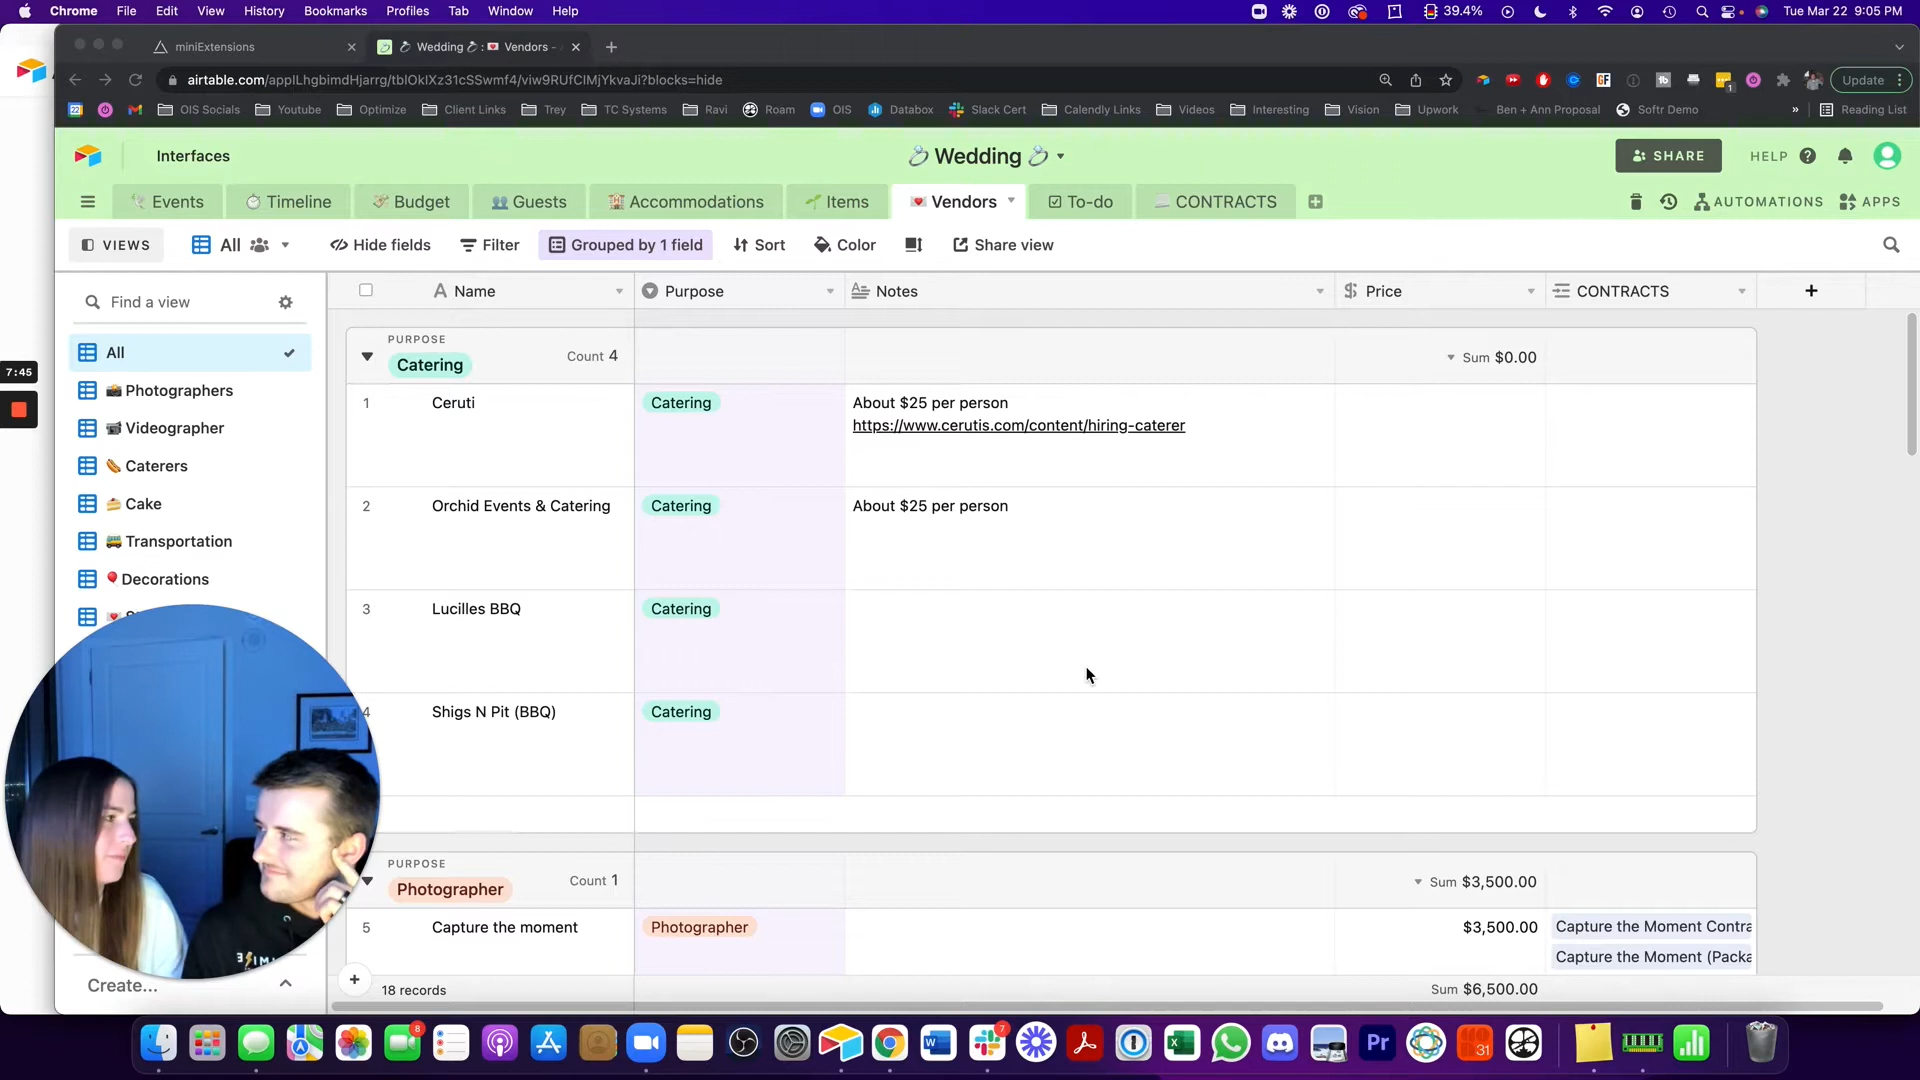 Chrome File Edit View History Bookmarks Profiles Tab Window Help 39.4% Tue Mar 22 9:05 PM
miniExtensions Wedding : Vendors -
airtable.com/appILHgbimdHjarrg/tblOkIXz31cSSwmf4/viw9RUfCIMjYkvaJi?blocks=hide Update
OIS Socials Youtube Optimize Client Links Trey TC Systems Ravi Roam OIS Databox Slack Cert Calendly Links Videos Interesting Vision Upwork Ben + Ann Proposal Softr Demo » Reading List
Interfaces Wedding SHARE HELP
Events Timeline Budget Guests Accommodations Items Vendors To-do CONTRACTS AUTOMATIONS APPS
VIEWS All Hide fields Filter Grouped by 1 field Sort Color Share view
Find a view
All
Photographers
Videographer
Caterers
Cake
Transportation
Decorations
Create...
7:45
Name Purpose Notes Price CONTRACTS
PURPOSE
Catering Count 4 Sum $0.00
1 Ceruti Catering About $25 per person
https://www.cerutis.com/content/hiring-caterer
2 Orchid Events & Catering Catering About $25 per person
3 Lucilles BBQ Catering
4 Shigs N Pit (BBQ) Catering
PURPOSE
Photographer Count 1 Sum $3,500.00
5 Capture the moment Photographer $3,500.00 Capture the Moment Contra
Capture the Moment (Packa
18 records Sum $6,500.00